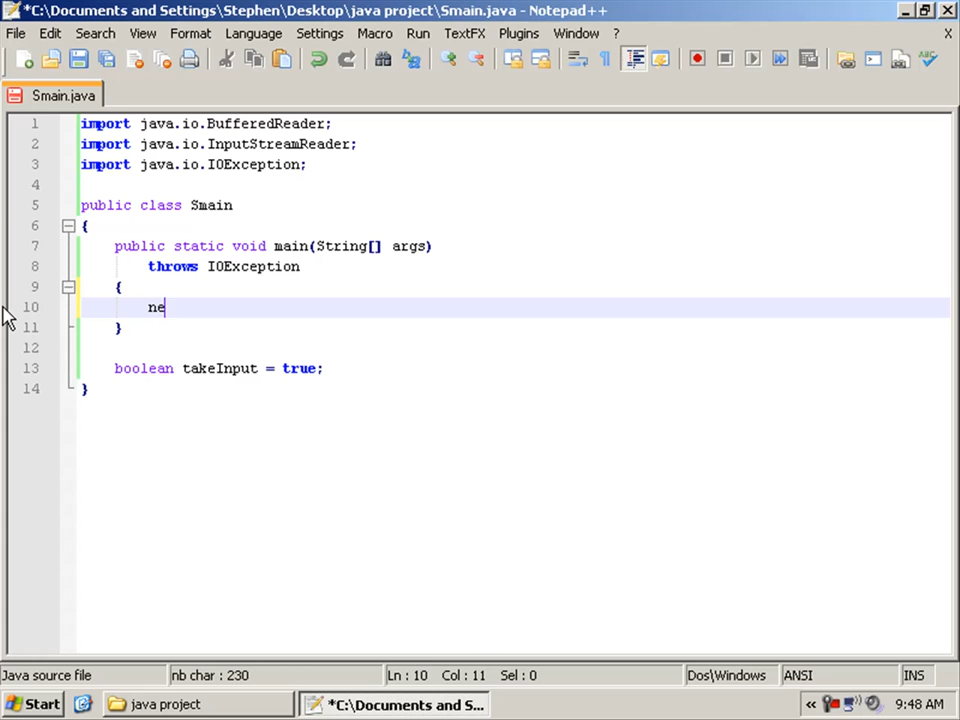 *C:\Documents and Settings\Stephen\Desktop\java project\Smain.java - Notepad++
File Edit Search View Format Language Settings Macro Run TextFX Plugins Window ? X
Smain.java
1 import java.io.BufferedReader;
2 import java.io.InputStreamReader;
3 import java.io.IOException;
4
5 public class Smain
6 {
7 public static void main(String[] args)
8 throws IOException
9 {
10 ne
11 }
12
13 boolean takeInput = true;
14 }
Java source file nb char : 230 Ln : 10 Col : 11 Sel : 0 Dos\Windows ANSI INS
Start java project *C:\Documents and S... « 9:48 AM